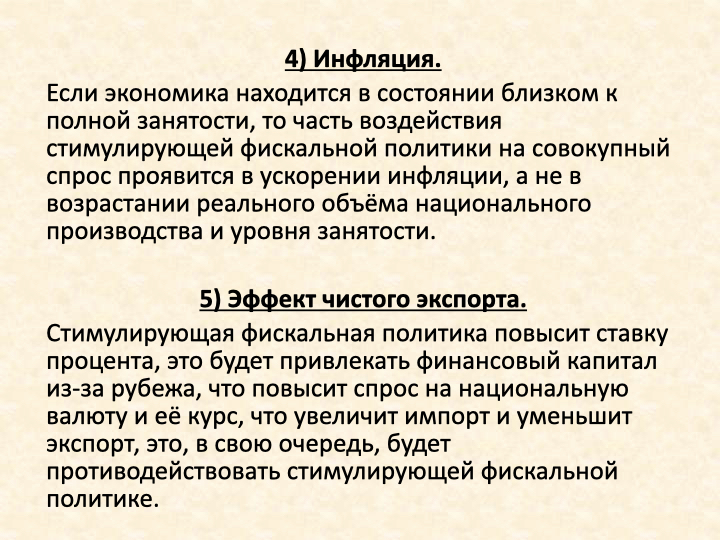 4) Инфляция.
Если экономика находится в состоянии близком к
полной занятости, то часть воздействия
стимулирующей фискальной политики на совокупный
спрос проявится в ускорении инфляции, а не в
возрастании реального объёма национального
производства и уровня занятости.
5) Эффект чистого экспорта.
Стимулирующая фискальная политика повысит ставку
процента, это будет привлекать финансовый капитал
из-за рубежа, что повысит спрос на национальную
валюту и её курс, что увеличит импорт и уменьшит
экспорт, это, в свою очередь, будет
противодействовать стимулирующей фискальной
политике.